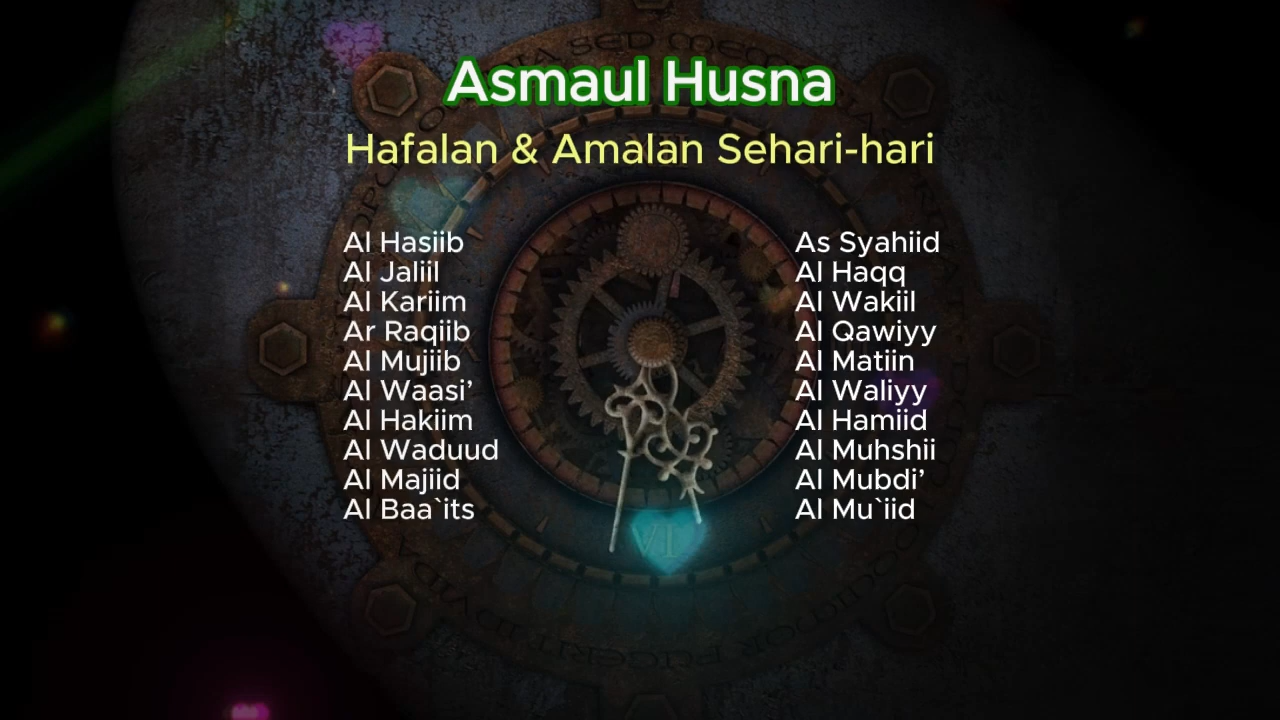 Asmaul Husna
Hafalan & Amalan Sehari-hari
Al Hasiib
Al Jaliil
Al Kariim
Ar Raqiib
Al Mujiib
Al Waasi’
Al Hakiim
Al Waduud
Al Majiid
Al Baa`its
As Syahiid
Al Haqq
Al Wakiil
Al Qawiyy
Al Matiin
Al Waliyy
Al Hamiid
Al Muhshii
Al Mubdi’
Al Mu`iid
VI